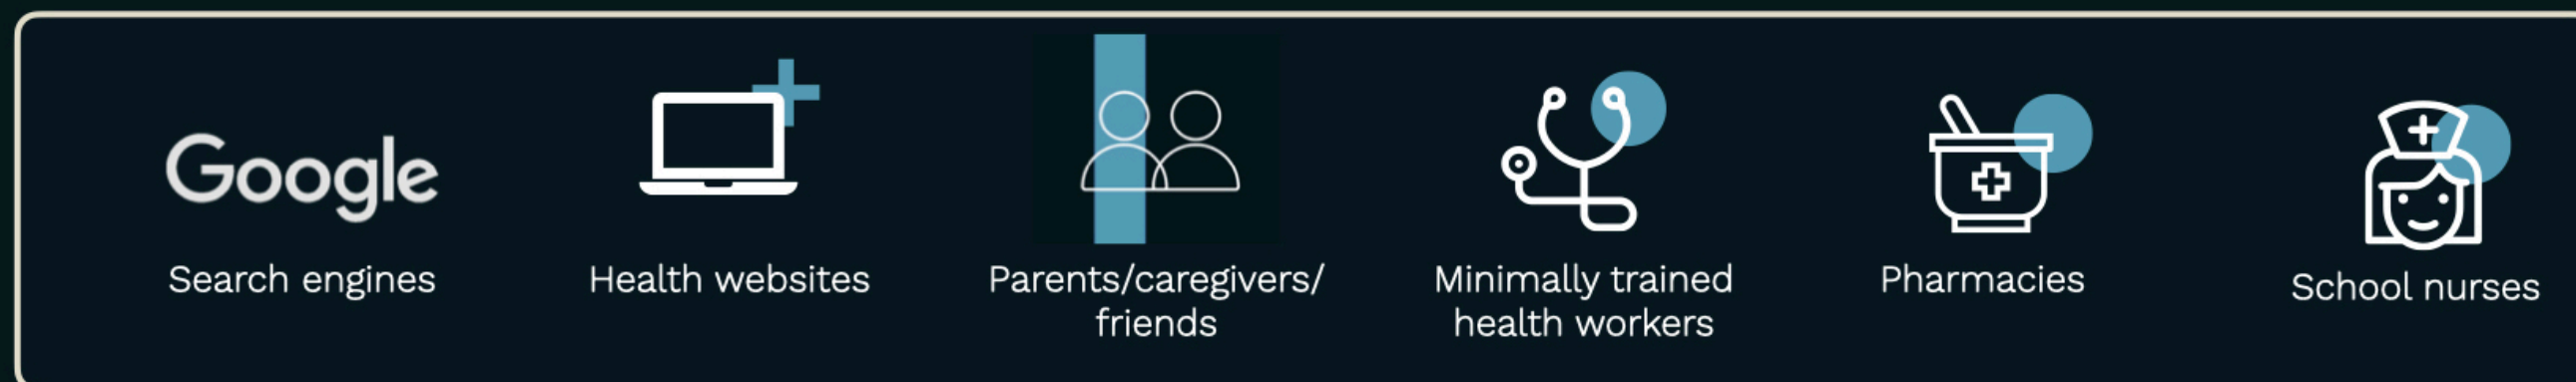 Google
Search engines
Health websites
Parents/caregivers/
friends
Minimally trained
health workers
Pharmacies
School nurses